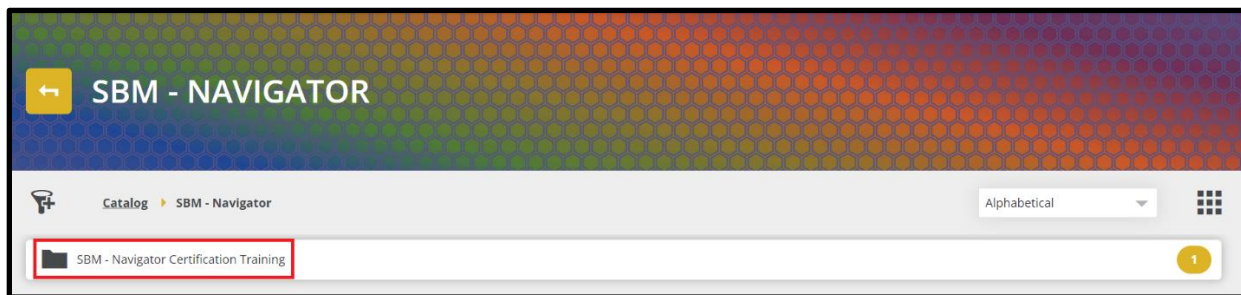 SBM - NAVIGATOR
Catalog SBM - Navigator
Alphabetical
SBM - Navigator Certification Training
1